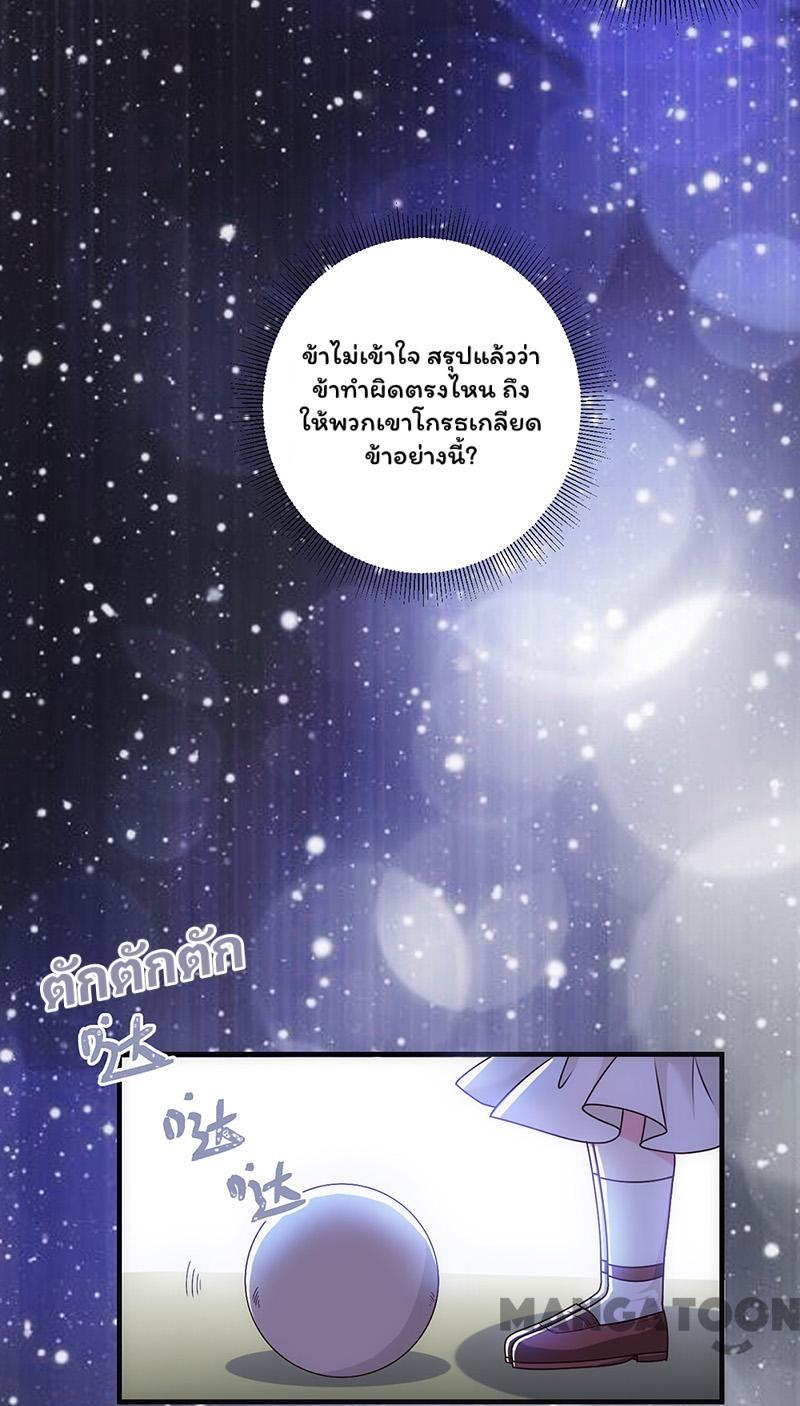 ข้าไม่เข้าใจ สรุปแล้วว่า
ข้าทำผิดตรงไหน ถึง
ให้พวกเขาโกรธเกลียด
ข้าอย่างนี้?
ตักตักตัก
哒
哒
哒
MANGATOON